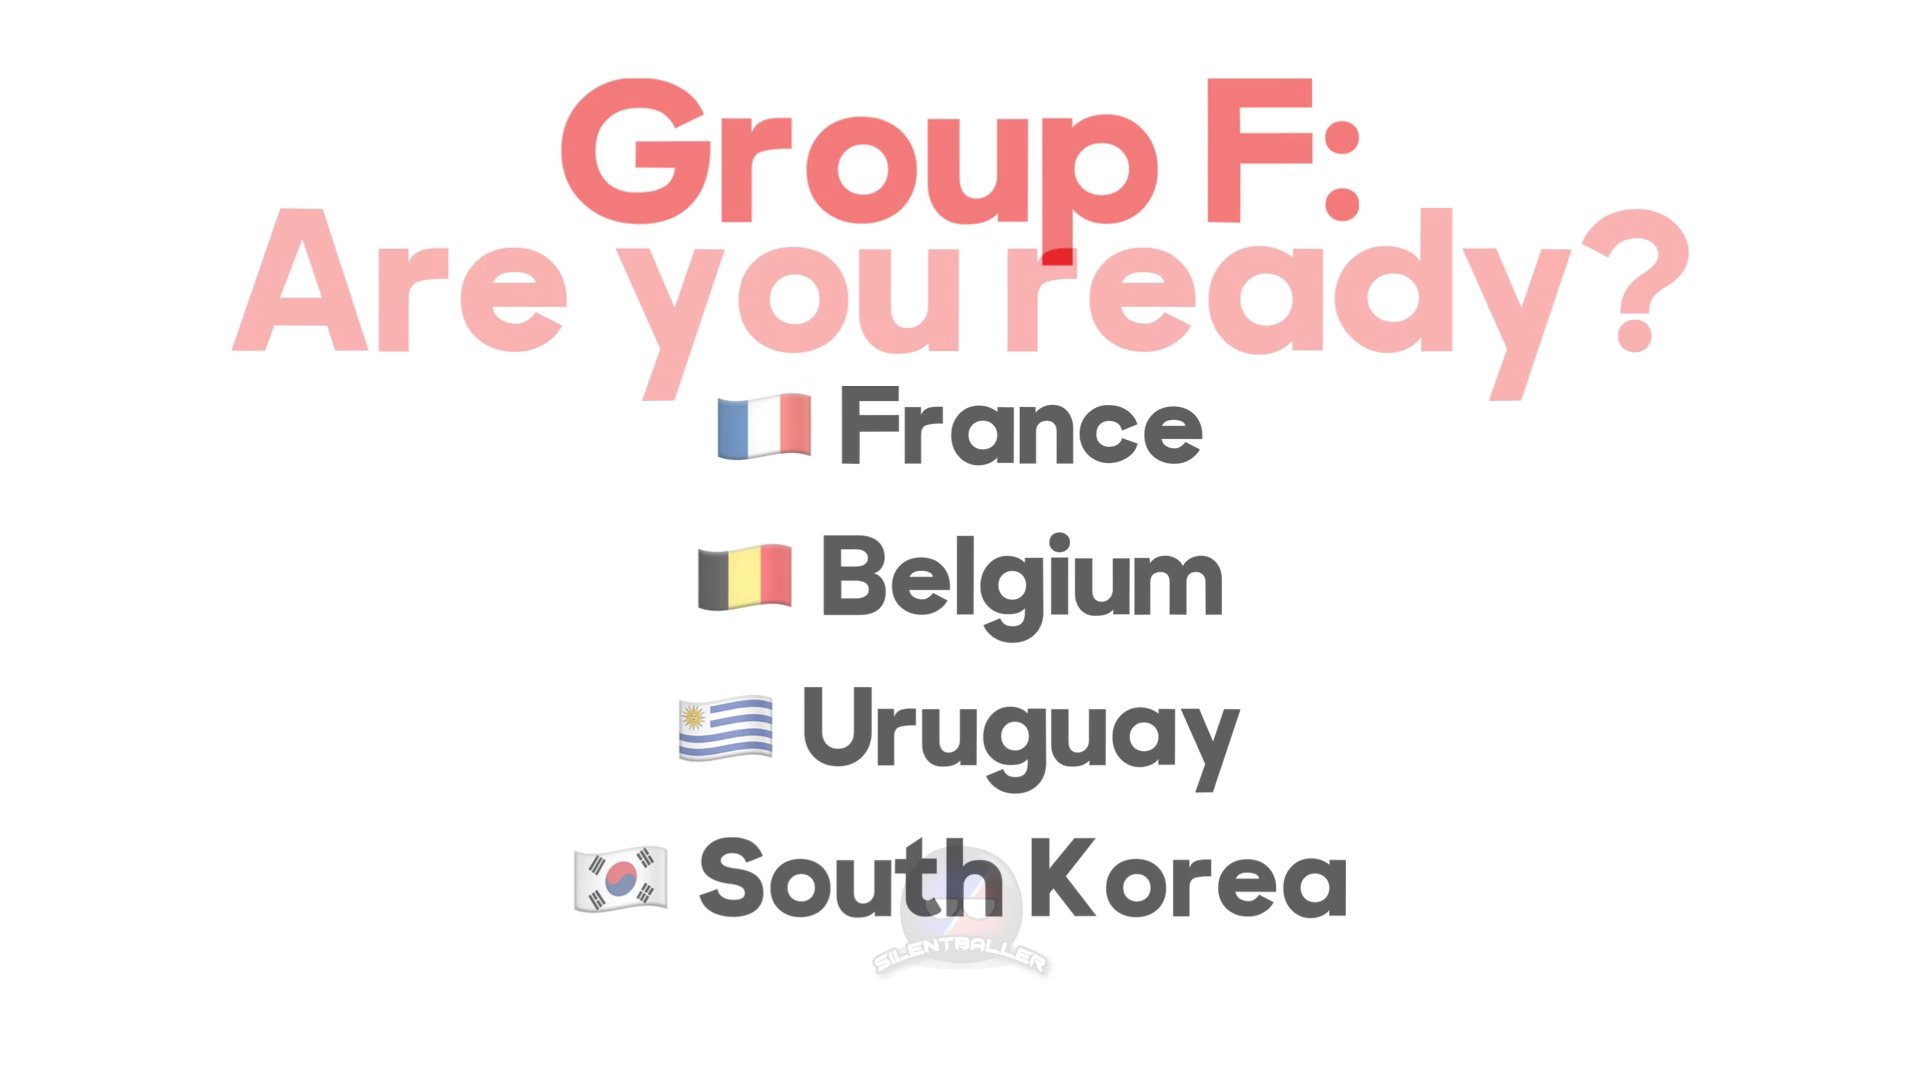 Group F:
Are you ready?
🇫🇷 France
🇧🇪 Belgium
🇺🇾 Uruguay
🇰🇷 South Korea
SILENTBALLER